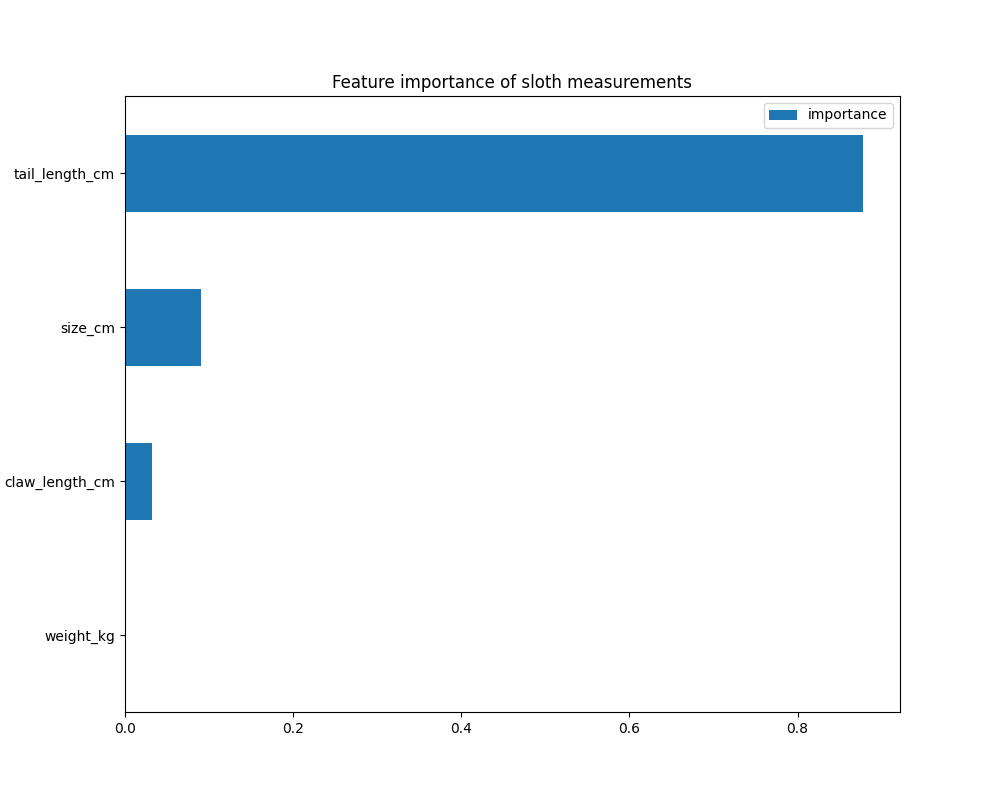 Feature importance of sloth measurements
importance
tail_length_cm
size_cm
claw_length_cm
weight_kg
0.0 0.2 0.4 0.6 0.8